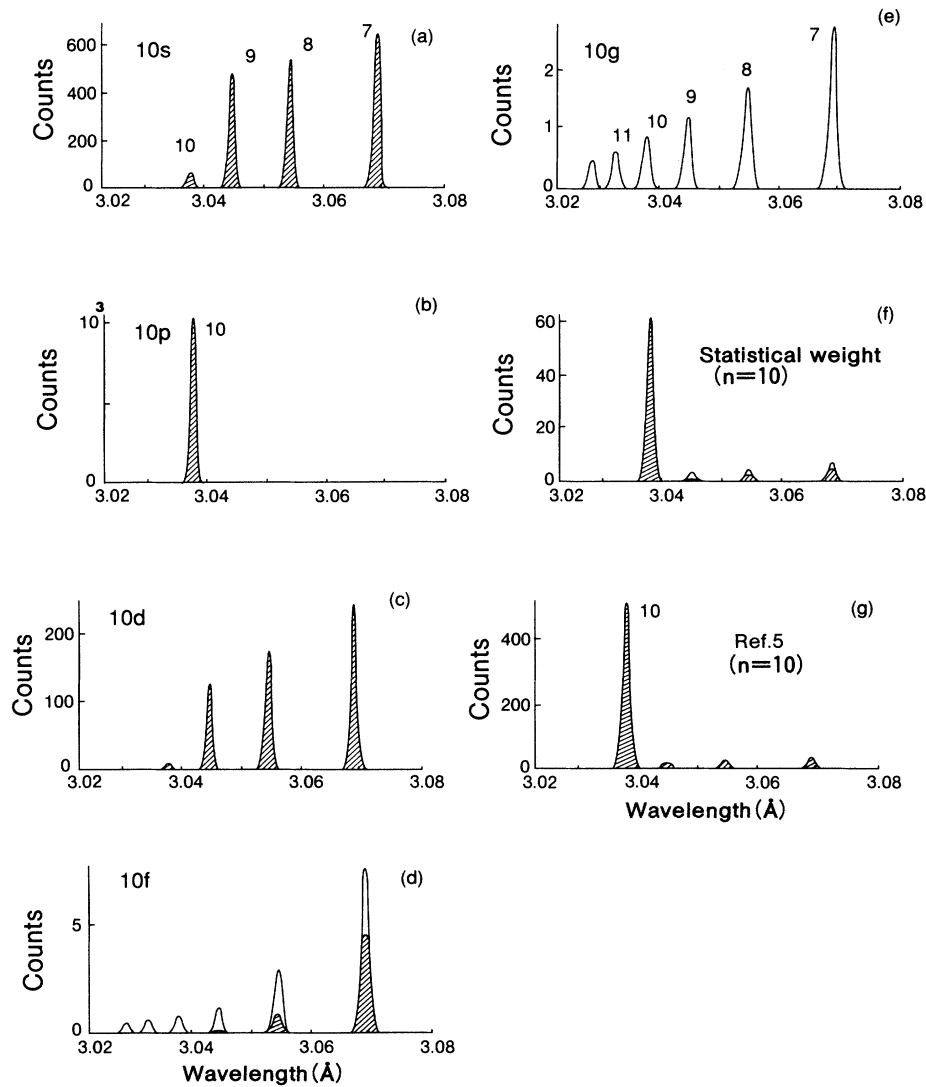 (a)
10s
Counts
600
400
200
0
10
9
8
7
3.02 3.04 3.06 3.08
(b)
3
10
10p
10
Counts
0
3.02 3.04 3.06 3.08
(c)
10d
Counts
200
100
0
3.02 3.04 3.06 3.08
(d)
10f
Counts
5
0
3.02 3.04 3.06 3.08
Wavelength (Å)
(e)
10g
Counts
2
1
0
11
10
9
8
7
3.02 3.04 3.06 3.08
(f)
Counts
60
40
20
0
Statistical weight
(n=10)
3.02 3.04 3.06 3.08
(g)
Counts
400
200
0
10
Ref.5
(n=10)
3.02 3.04 3.06 3.08
Wavelength (Å)